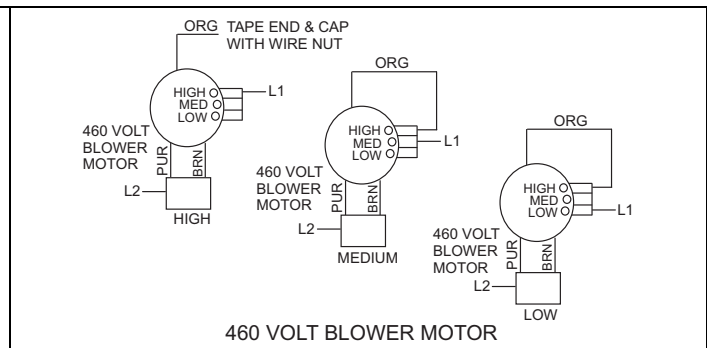 ORG TAPE END & CAP
WITH WIRE NUT
HIGH
MED
LOW
L1
460 VOLT
BLOWER
MOTOR
PUR
BRN
L2
HIGH
ORG
HIGH
MED
LOW
L1
460 VOLT
BLOWER
MOTOR
PUR
BRN
L2
MEDIUM
ORG
HIGH
MED
LOW
L1
460 VOLT
BLOWER
MOTOR
PUR
BRN
L2
LOW
460 VOLT BLOWER MOTOR